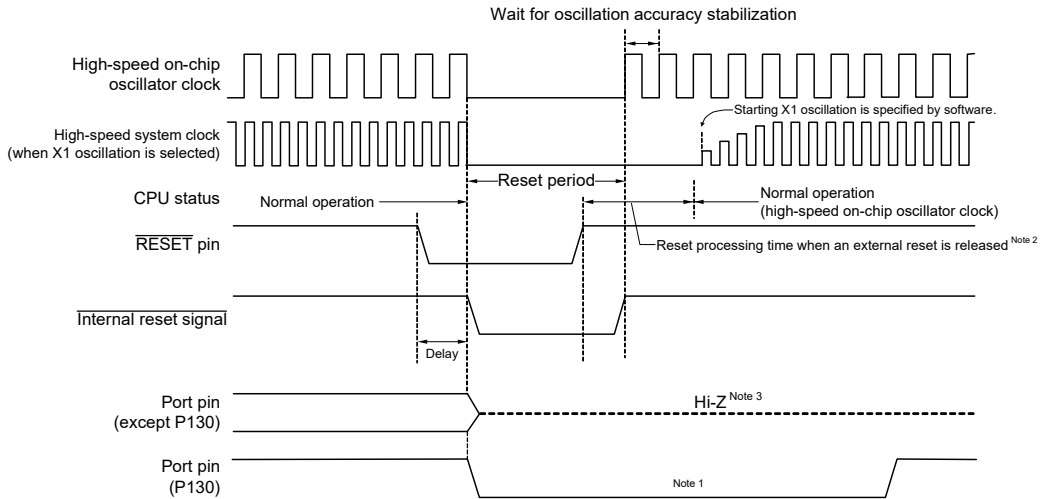 Wait for oscillation accuracy stabilization
High-speed on-chip
oscillator clock
Starting X1 oscillation is specified by software.
High-speed system clock
(when X1 oscillation is selected)
Reset period
CPU status
Normal operation
Normal operation
(high-speed on-chip oscillator clock)
RESET pin
Reset processing time when an external reset is released Note 2
Internal reset signal
Delay
Port pin
(except P130)
Hi-Z Note 3
Port pin
(P130)
Note 1